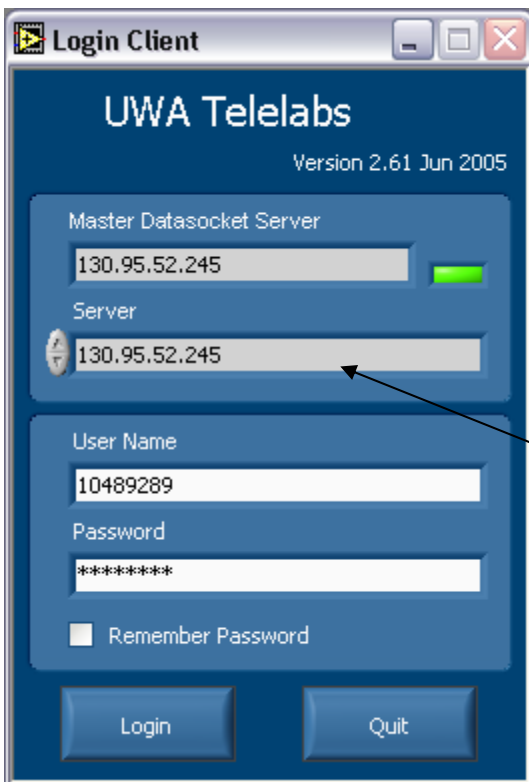 Login Client
UWA Telelabs
Version 2.61 Jun 2005
Master Datasocket Server
130.95.52.245
Server
130.95.52.245
User Name
10489289
Password
********
Remember Password
Login Quit